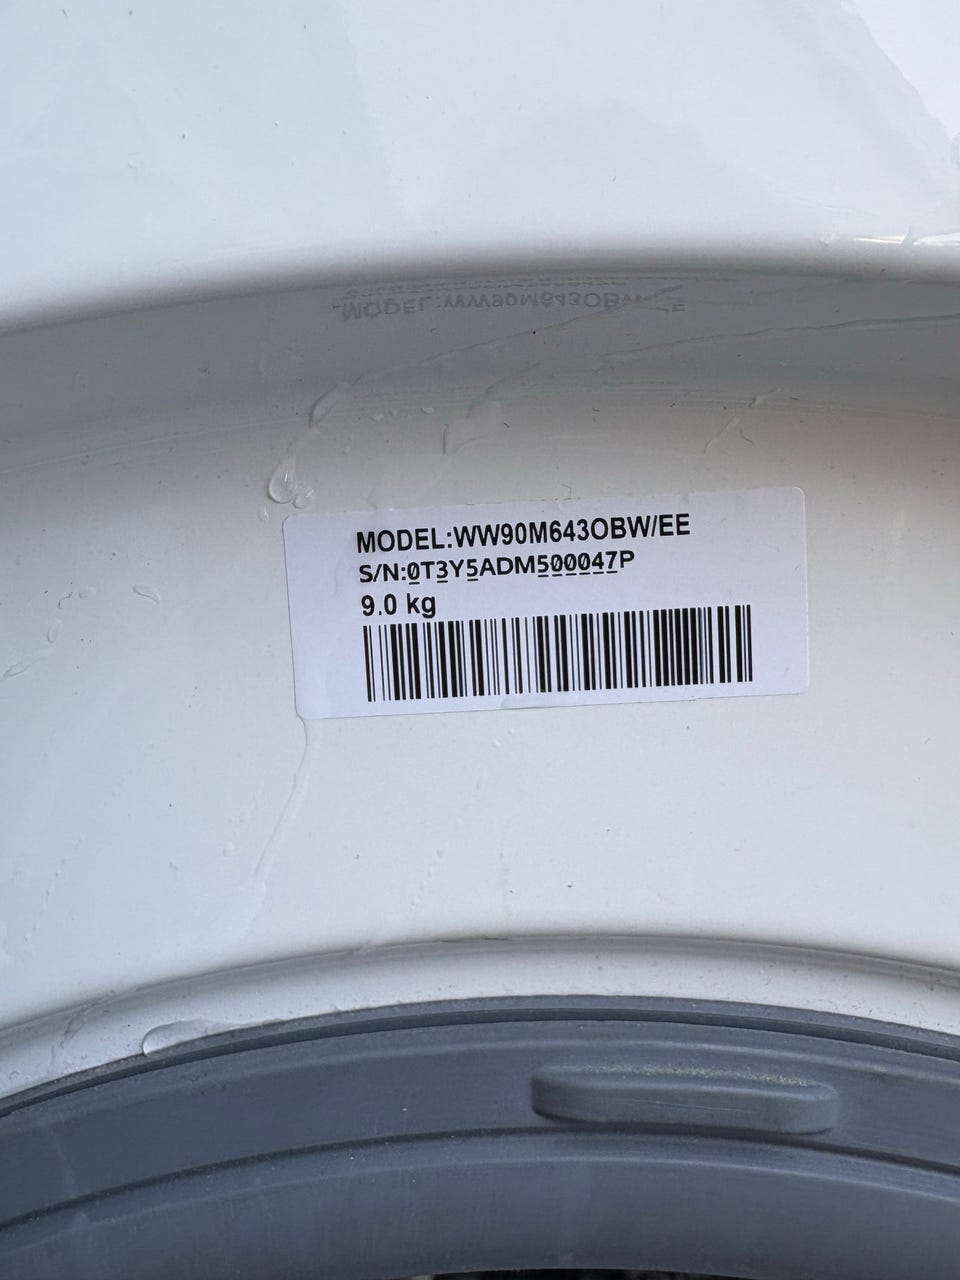 MODEL:WW90M643OBW/EE
S/N:0T3Y5ADM500047P
9.0 kg